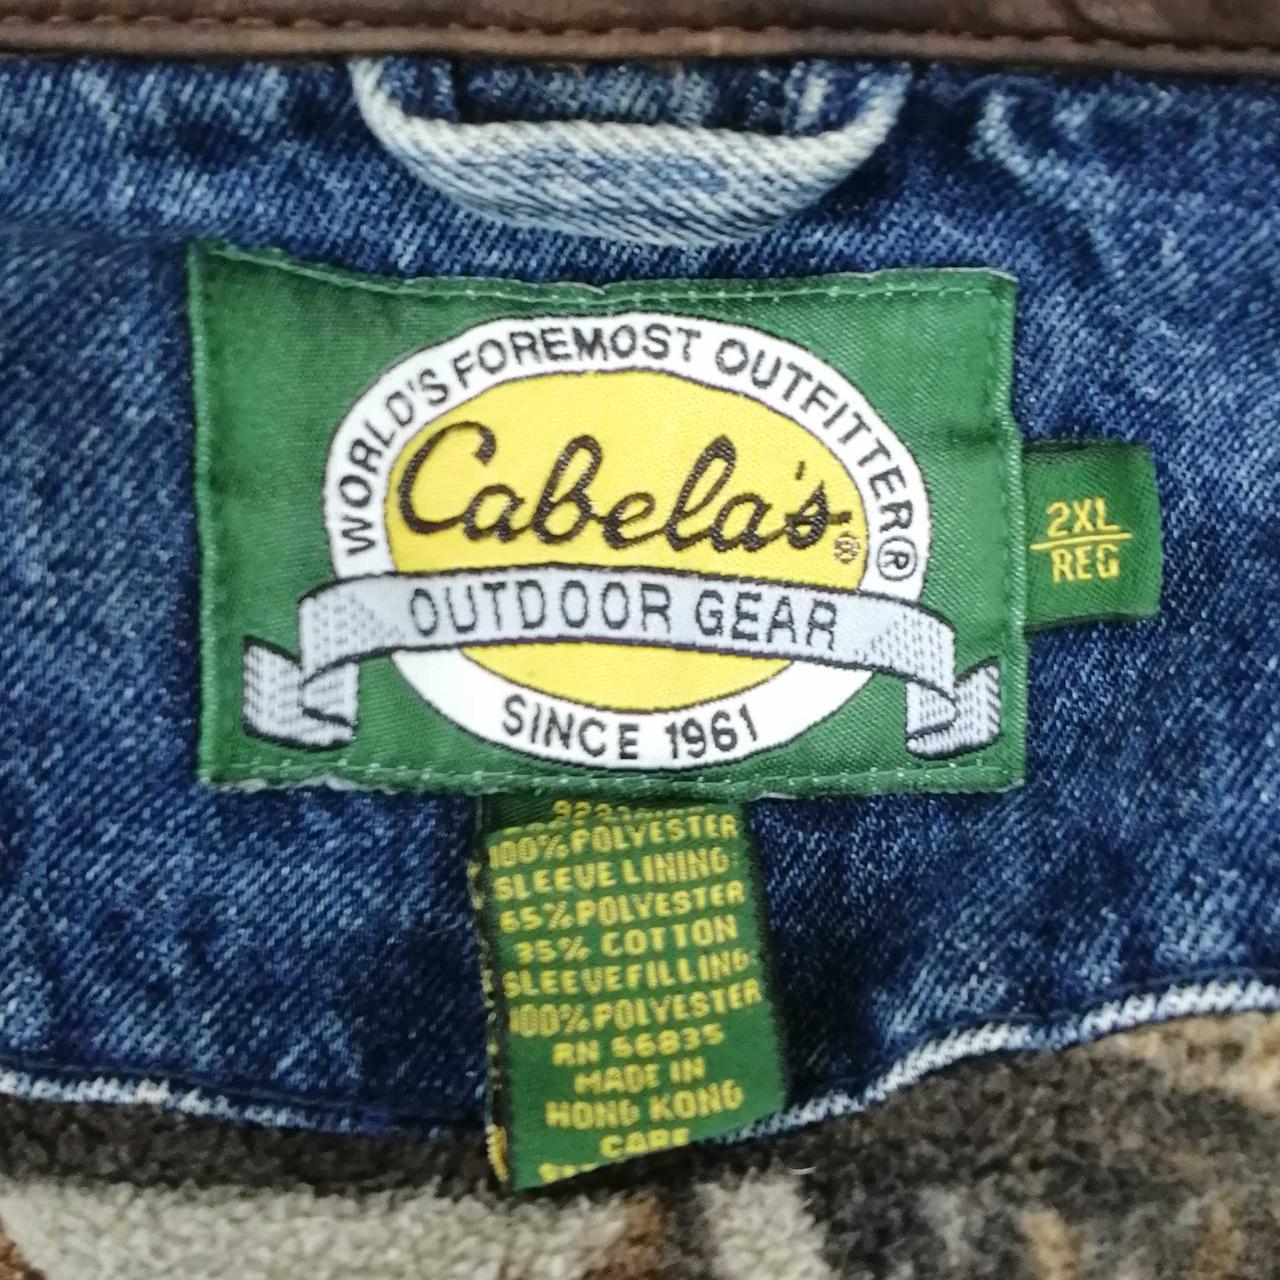 WORLD'S FOREMOST OUTFITTER®
Cabela's®
OUTDOOR GEAR
SINCE 1961
2XL
REG
100% POLYESTER
SLEEVE LINING:
65% POLYESTER
35% COTTON
SLEEVE FILLING:
100% POLYESTER
RN 56835
MADE IN
HONG KONG
CARE